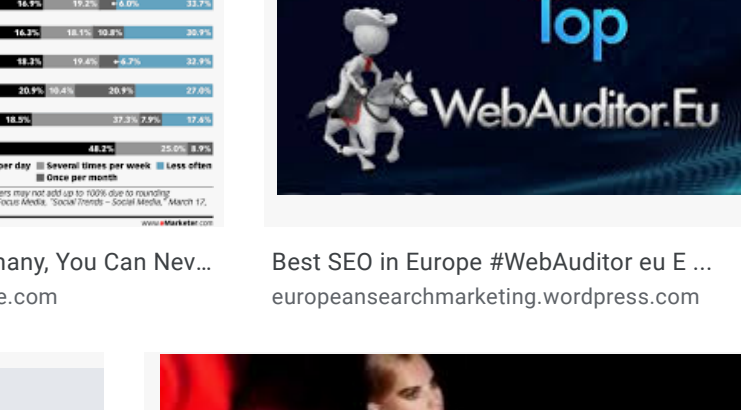 16.9% 19.2% 6.0% 33.7%
16.3% 18.1% 10.8% 30.9%
18.3% 19.4% 6.7% 32.9%
20.9% 10.4% 20.9% 27.0%
18.5% 37.3% 7.9% 17.6%
48.2% 25.0% 8.9%
per day Several times per week Less often
Once per month
ers may not add up to 100% due to rounding
ocus Media, "Social Trends – Social Media," March 17,
www.eMarketer.com
Top
WebAuditor.Eu
many, You Can Nev...
e.com
Best SEO in Europe #WebAuditor eu E ...
europeansearchmarketing.wordpress.com